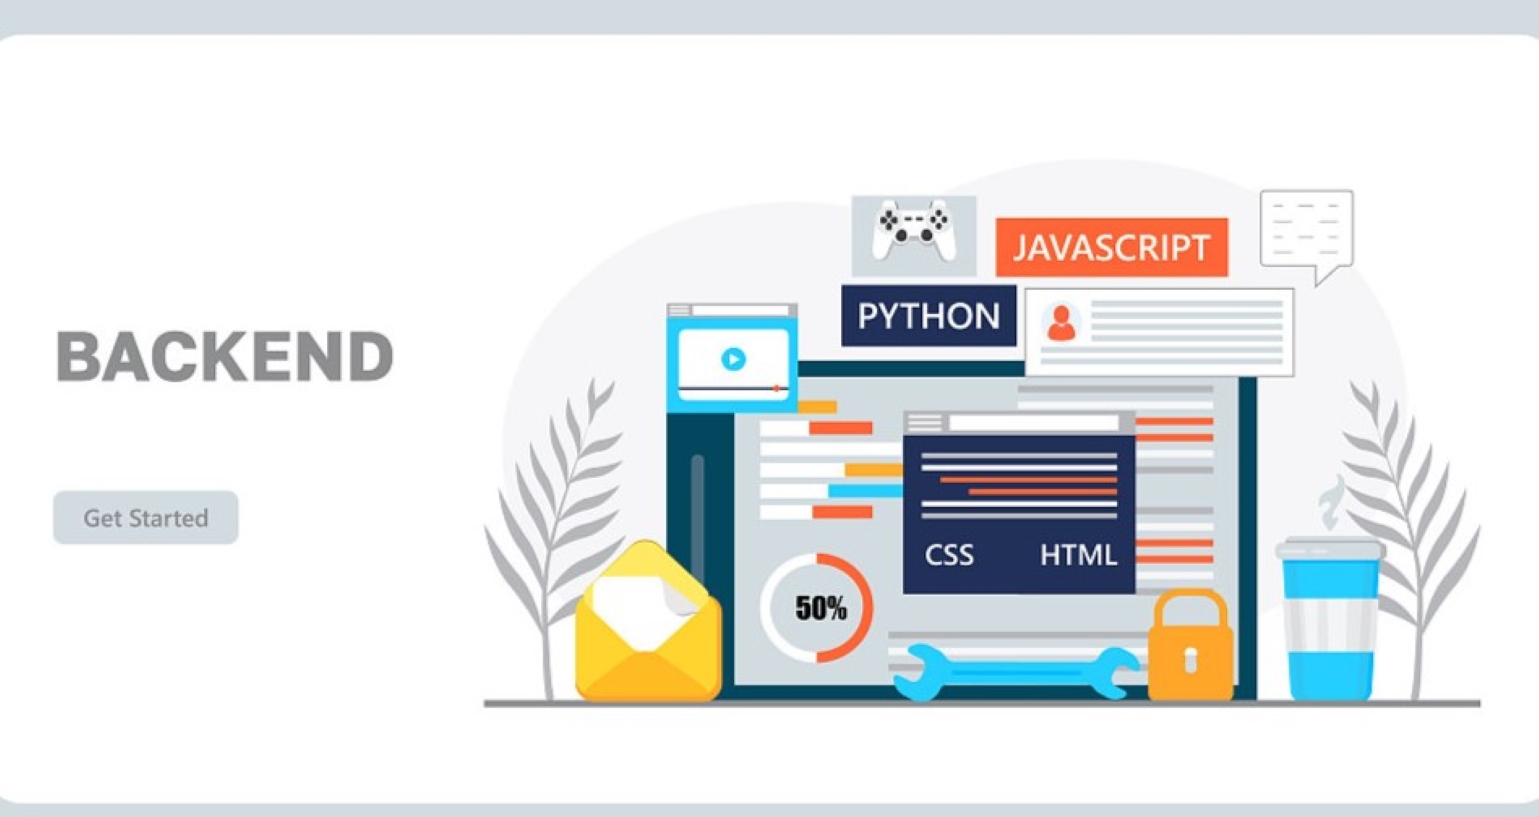 BACKEND
Get Started
JAVASCRIPT
PYTHON
CSS HTML
50%